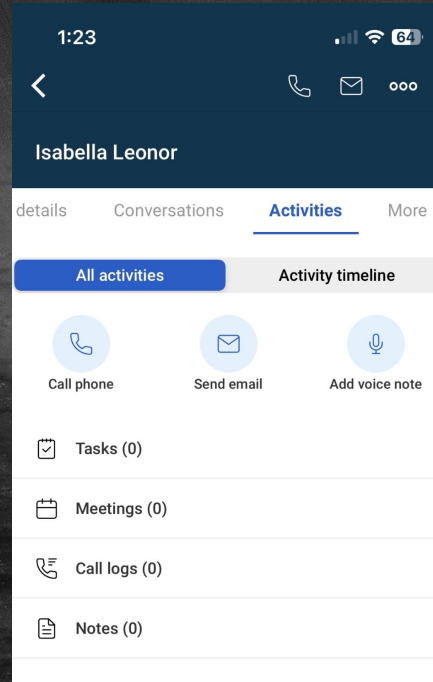 1:23
64
Isabella Leonor
details Conversations Activities More
All activities Activity timeline
Call phone Send email Add voice note
Tasks (0)
Meetings (0)
Call logs (0)
Notes (0)